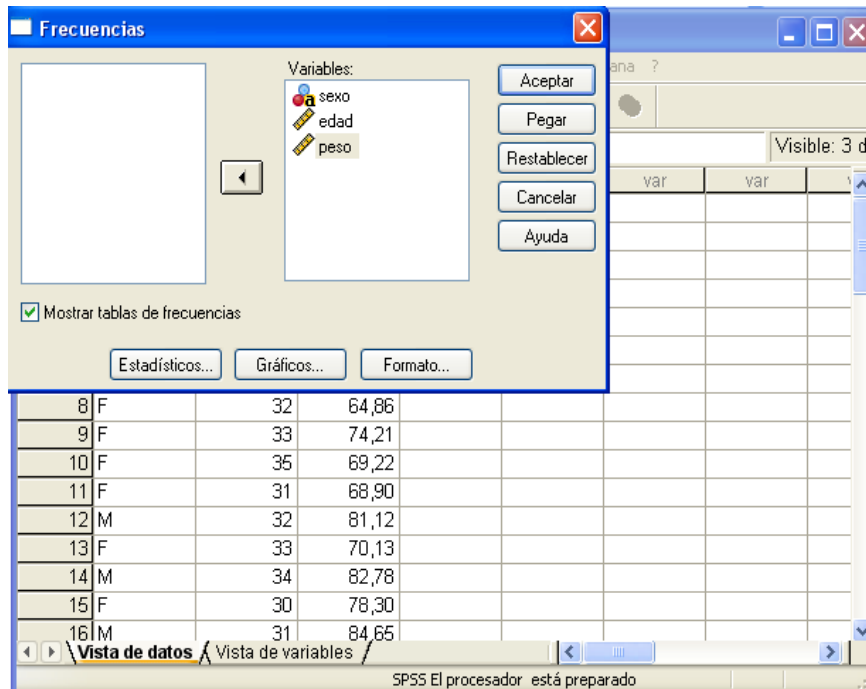 Frecuencias
Variables:
sexo
edad
peso
Aceptar
Pegar
Restablecer
Cancelar
Ayuda
Mostrar tablas de frecuencias
Estadísticos... Gráficos... Formato...
ana ?
Visible: 3 d
var var
8 F 32 64,86
9 F 33 74,21
10 F 35 69,22
11 F 31 68,90
12 M 32 81,12
13 F 33 70,13
14 M 34 82,78
15 F 30 78,30
16 M 31 84,65
Vista de datos Vista de variables
SPSS El procesador está preparado